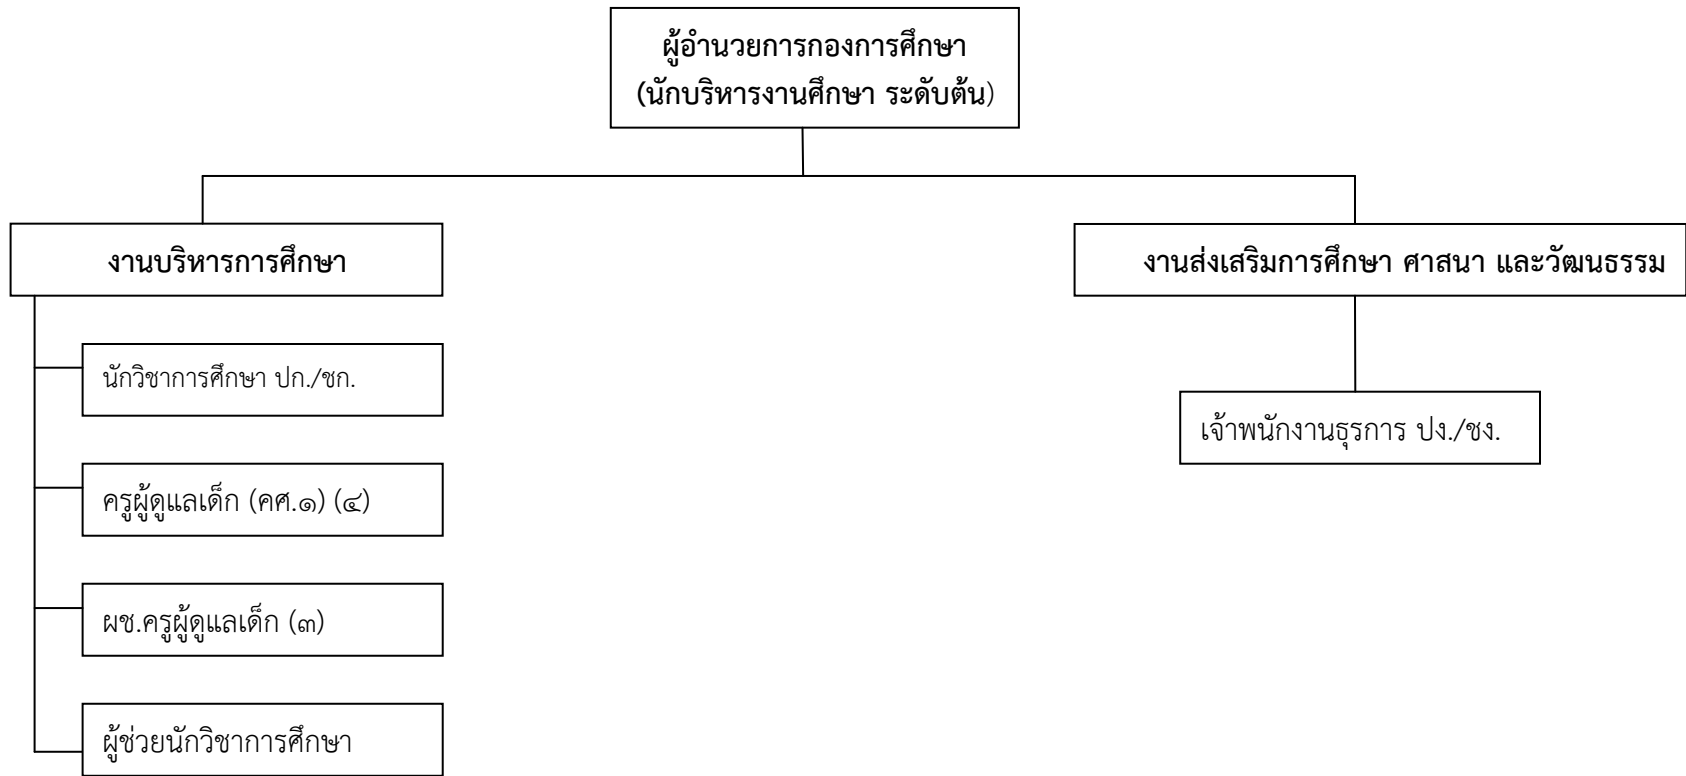 ผู้อำนวยการกองการศึกษา
(นักบริหารงานศึกษา ระดับต้น)
งานบริหารการศึกษา
งานส่งเสริมการศึกษา ศาสนา และวัฒนธรรม
นักวิชาการศึกษา ปก./ชก.
เจ้าพนักงานธุรการ ปง./ชง.
ครูผู้ดูแลเด็ก (คศ.๑) (๔)
ผช.ครูผู้ดูแลเด็ก (๓)
ผู้ช่วยนักวิชาการศึกษา